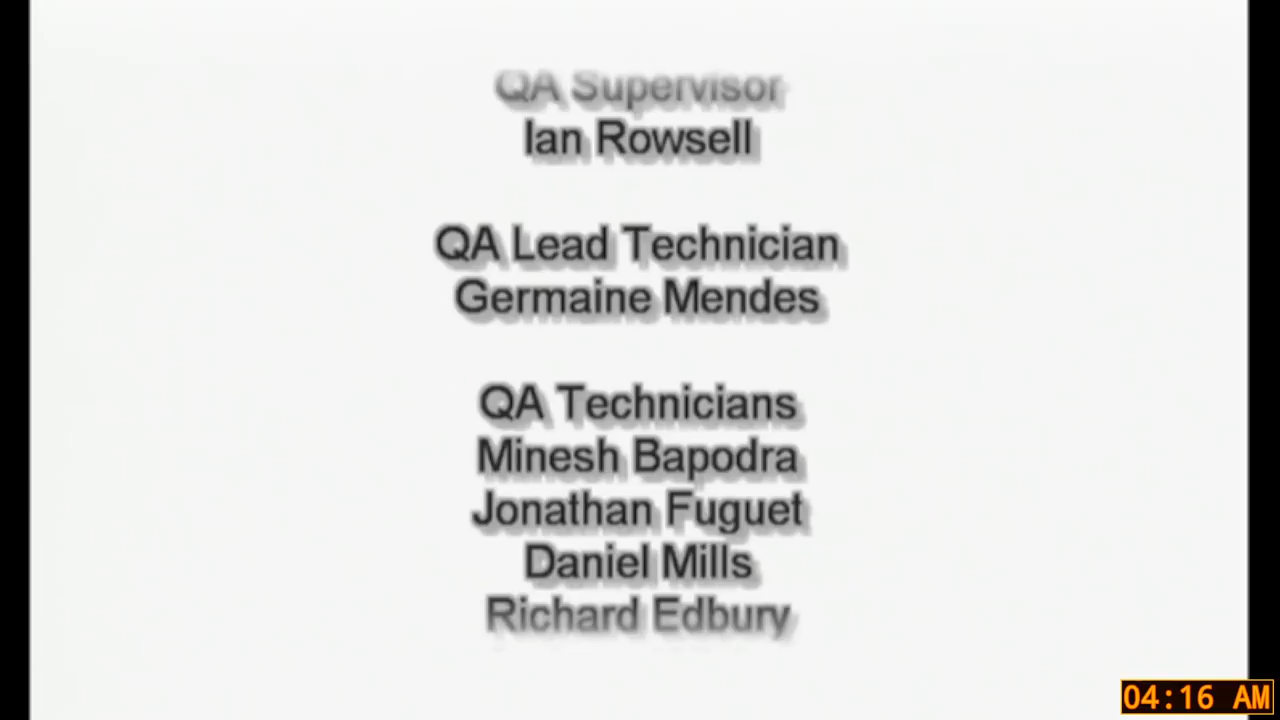 QA Supervisor
Ian Rowsell
QA Lead Technician
Germaine Mendes
QA Technicians
Minesh Bapodra
Jonathan Fuguet
Daniel Mills
Richard Edbury
04:16 AM